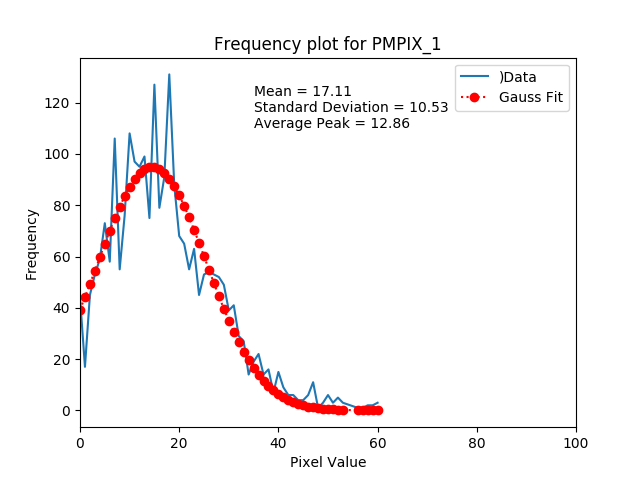 Frequency plot for PMPIX_1
)Data
Gauss Fit
Mean = 17.11
Standard Deviation = 10.53
Average Peak = 12.86
Frequency
120
100
80
60
40
20
0
0 20 40 60 80 100
Pixel Value